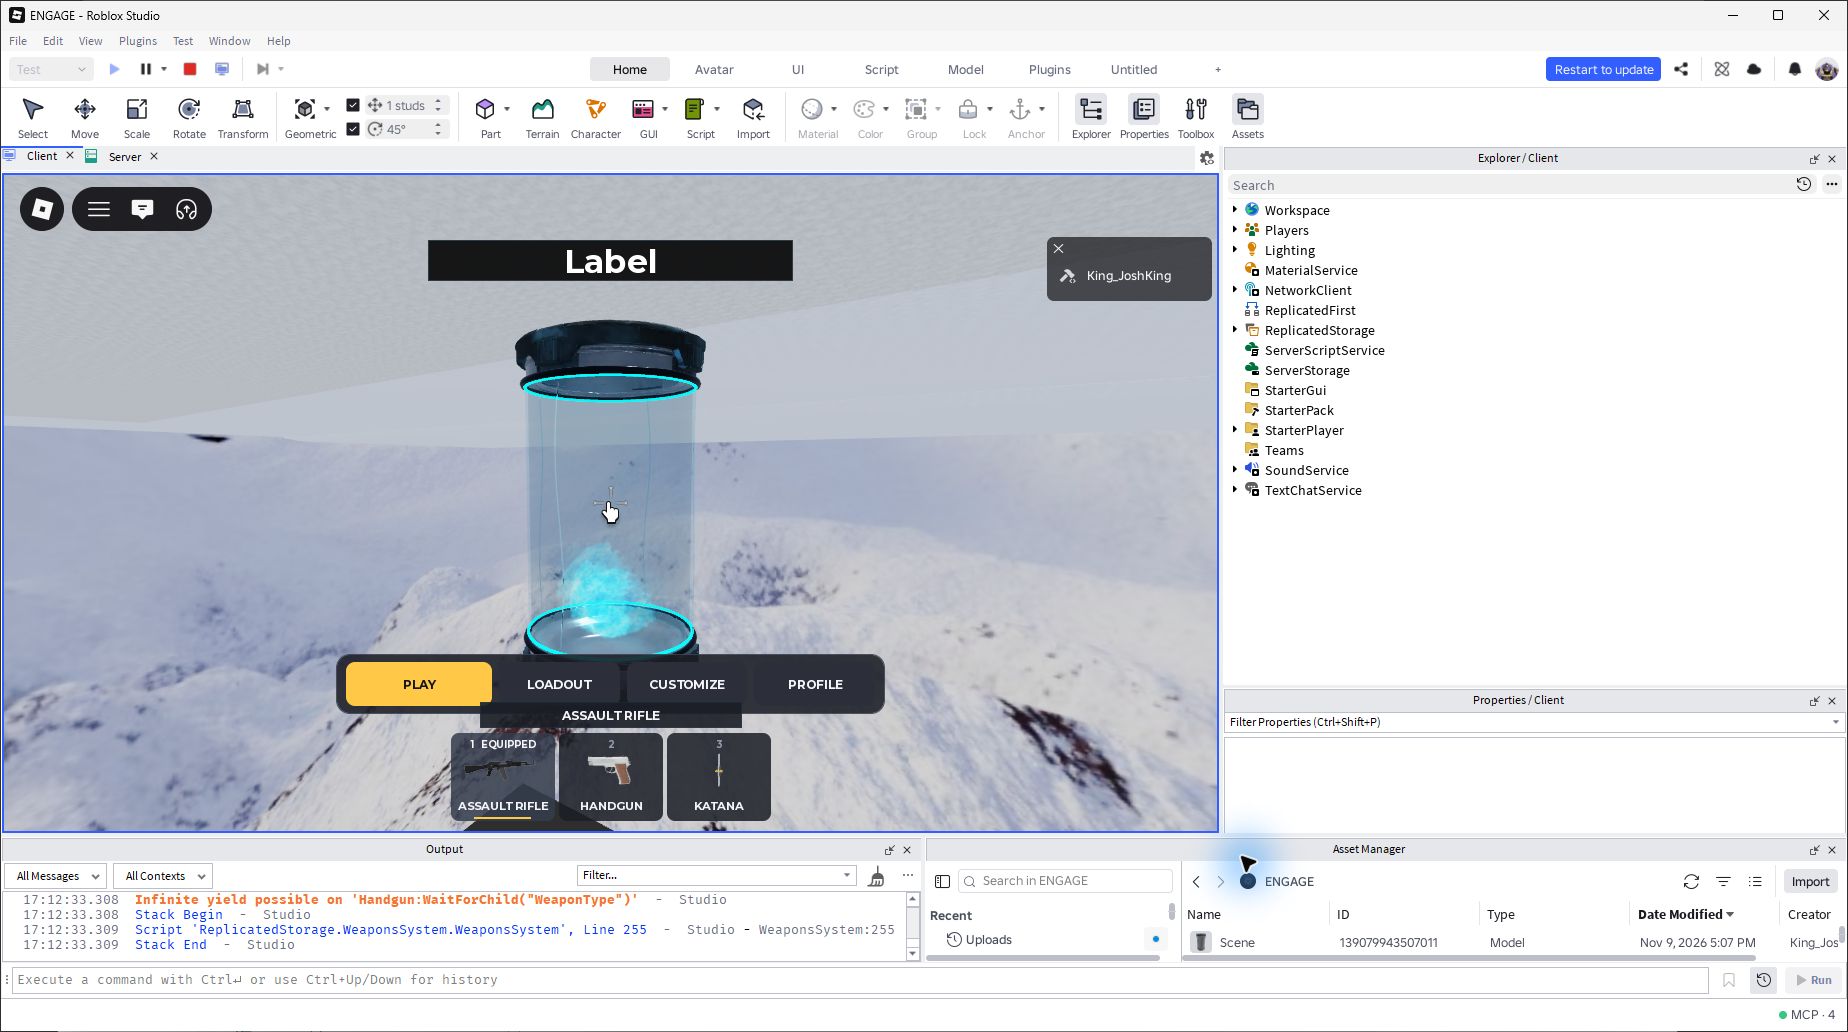 ENGAGE - Roblox Studio
File Edit View Plugins Test Window Help
Test Home Avatar UI Script Model Plugins Untitled + Restart to update
1 studs
45°
Select Move Scale Rotate Transform Geometric Part Terrain Character GUI Script Import Material Color Group Lock Anchor Explorer Properties Toolbox Assets
Client Server
Explorer / Client
Search
Workspace
Players
Lighting
MaterialService
NetworkClient
ReplicatedFirst
ReplicatedStorage
ServerScriptService
ServerStorage
StarterGui
StarterPack
StarterPlayer
Teams
SoundService
TextChatService
Label
King_JoshKing
PLAY LOADOUT CUSTOMIZE PROFILE
ASSAULT RIFLE
1 EQUIPPED 2 3
ASSAULT RIFLE HANDGUN KATANA
Properties / Client
Filter Properties (Ctrl+Shift+P)
Output
All Messages All Contexts Filter...
17:12:33.308 Infinite yield possible on 'Handgun:WaitForChild("WeaponType")' - Studio
17:12:33.308 Stack Begin - Studio
17:12:33.309 Script 'ReplicatedStorage.WeaponsSystem.WeaponsSystem', Line 255 - Studio - WeaponsSystem:255
17:12:33.309 Stack End - Studio
Asset Manager
Search in ENGAGE ENGAGE Import
Recent
Uploads
Name ID Type Date Modified Creator
Scene 139079943507011 Model Nov 9, 2026 5:07 PM King_Jos
Execute a command with Ctrl+↵ or use Ctrl+Up/Down for history
Run
MCP · 4